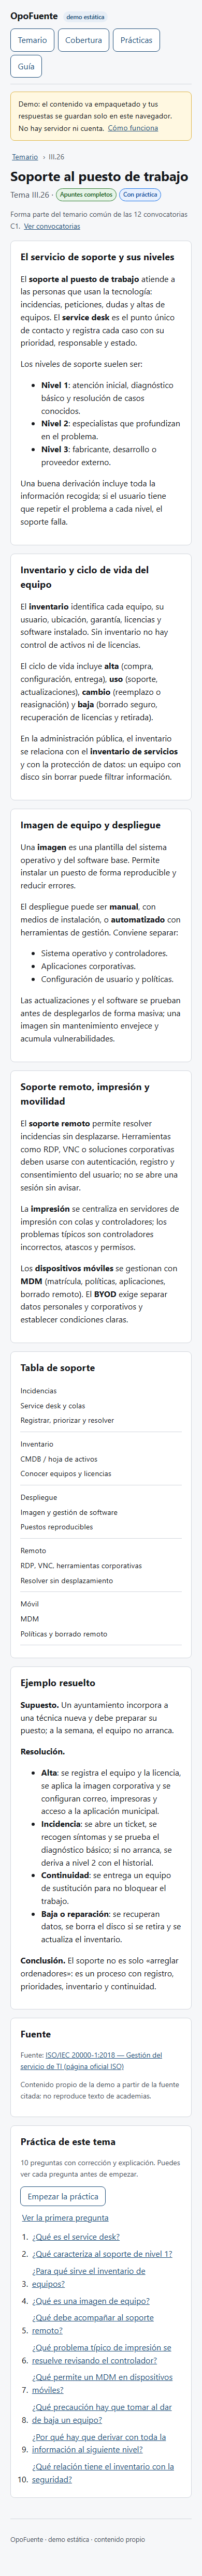 OpoFuente demo estática
Temario Cobertura Prácticas
Guía
Demo: el contenido va empaquetado y tus
respuestas se guardan solo en este navegador.
No hay servidor ni cuenta. Cómo funciona
Temario › III.26
Soporte al puesto de trabajo
Tema III.26 · Apuntes completos Con práctica
Forma parte del temario común de las 12 convocatorias
C1. Ver convocatorias
El servicio de soporte y sus niveles
El soporte al puesto de trabajo atiende a
las personas que usan la tecnología:
incidencias, peticiones, dudas y altas de
equipos. El service desk es el punto único
de contacto y registra cada caso con su
prioridad, responsable y estado.
Los niveles de soporte suelen ser:
• Nivel 1: atención inicial, diagnóstico
básico y resolución de casos
conocidos.
• Nivel 2: especialistas que profundizan
en el problema.
• Nivel 3: fabricante, desarrollo o
proveedor externo.
Una buena derivación incluye toda la
información recogida; si el usuario tiene
que repetir el problema a cada nivel, el
soporte falla.
Inventario y ciclo de vida del
equipo
El inventario identifica cada equipo, su
usuario, ubicación, garantía, licencias y
software instalado. Sin inventario no hay
control de activos ni de licencias.
El ciclo de vida incluye alta (compra,
configuración, entrega), uso (soporte,
actualizaciones), cambio (reemplazo o
reasignación) y baja (borrado seguro,
recuperación de licencias y retirada).
En la administración pública, el inventario
se relaciona con el inventario de servicios
y con la protección de datos: un equipo con
disco sin borrar puede filtrar información.
Imagen de equipo y despliegue
Una imagen es una plantilla del sistema
operativo y del software base. Permite
instalar un puesto de forma reproducible y
reducir errores.
El despliegue puede ser manual, con
medios de instalación, o automatizado con
herramientas de gestión. Conviene separar:
• Sistema operativo y controladores.
• Aplicaciones corporativas.
• Configuración de usuario y políticas.
Las actualizaciones y el software se prueban
antes de desplegarlos de forma masiva; una
imagen sin mantenimiento envejece y
acumula vulnerabilidades.
Soporte remoto, impresión y
movilidad
El soporte remoto permite resolver
incidencias sin desplazarse. Herramientas
como RDP, VNC o soluciones corporativas
deben usarse con autenticación, registro y
consentimiento del usuario; no se abre una
sesión sin avisar.
La impresión se centraliza en servidores de
impresión con colas y controladores; los
problemas típicos son controladores
incorrectos, atascos y permisos.
Los dispositivos móviles se gestionan con
MDM (matrícula, políticas, aplicaciones,
borrado remoto). El BYOD exige separar
datos personales y corporativos y
establecer condiciones claras.
Tabla de soporte
Incidencias
Service desk y colas
Registrar, priorizar y resolver
Inventario
CMDB / hoja de activos
Conocer equipos y licencias
Despliegue
Imagen y gestión de software
Puestos reproducibles
Remoto
RDP, VNC, herramientas corporativas
Resolver sin desplazamiento
Móvil
MDM
Políticas y borrado remoto
Ejemplo resuelto
Supuesto. Un ayuntamiento incorpora a
una técnica nueva y debe preparar su
puesto; a la semana, el equipo no arranca.
Resolución.
• Alta: se registra el equipo y la licencia,
se aplica la imagen corporativa y se
configuran correo, impresoras y
acceso a la aplicación municipal.
• Incidencia: se abre un ticket, se
recogen síntomas y se prueba el
diagnóstico básico; si no arranca, se
deriva a nivel 2 con el historial.
• Continuidad: se entrega un equipo
de sustitución para no bloquear el
trabajo.
• Baja o reparación: se recuperan
datos, se borra el disco si se retira y se
actualiza el inventario.
Conclusión. El soporte no es solo «arreglar
ordenadores»: es un proceso con registro,
prioridades, inventario y continuidad.
Fuente
Fuente: ISO/IEC 20000-1:2018 — Gestión del
servicio de TI (página oficial ISO)
Contenido propio de la demo a partir de la fuente
citada; no reproduce texto de academias.
Práctica de este tema
10 preguntas con corrección y explicación. Puedes
ver cada pregunta antes de empezar.
Empezar la práctica
Ver la primera pregunta
1. ¿Qué es el service desk?
2. ¿Qué caracteriza al soporte de nivel 1?
3. ¿Para qué sirve el inventario de
equipos?
4. ¿Qué es una imagen de equipo?
5. ¿Qué debe acompañar al soporte
remoto?
6. ¿Qué problema típico de impresión se
resuelve revisando el controlador?
7. ¿Qué permite un MDM en dispositivos
móviles?
8. ¿Qué precaución hay que tomar al dar
de baja un equipo?
9. ¿Por qué hay que derivar con toda la
información al siguiente nivel?
10. ¿Qué relación tiene el inventario con la
seguridad?
OpoFuente · demo estática · contenido propio